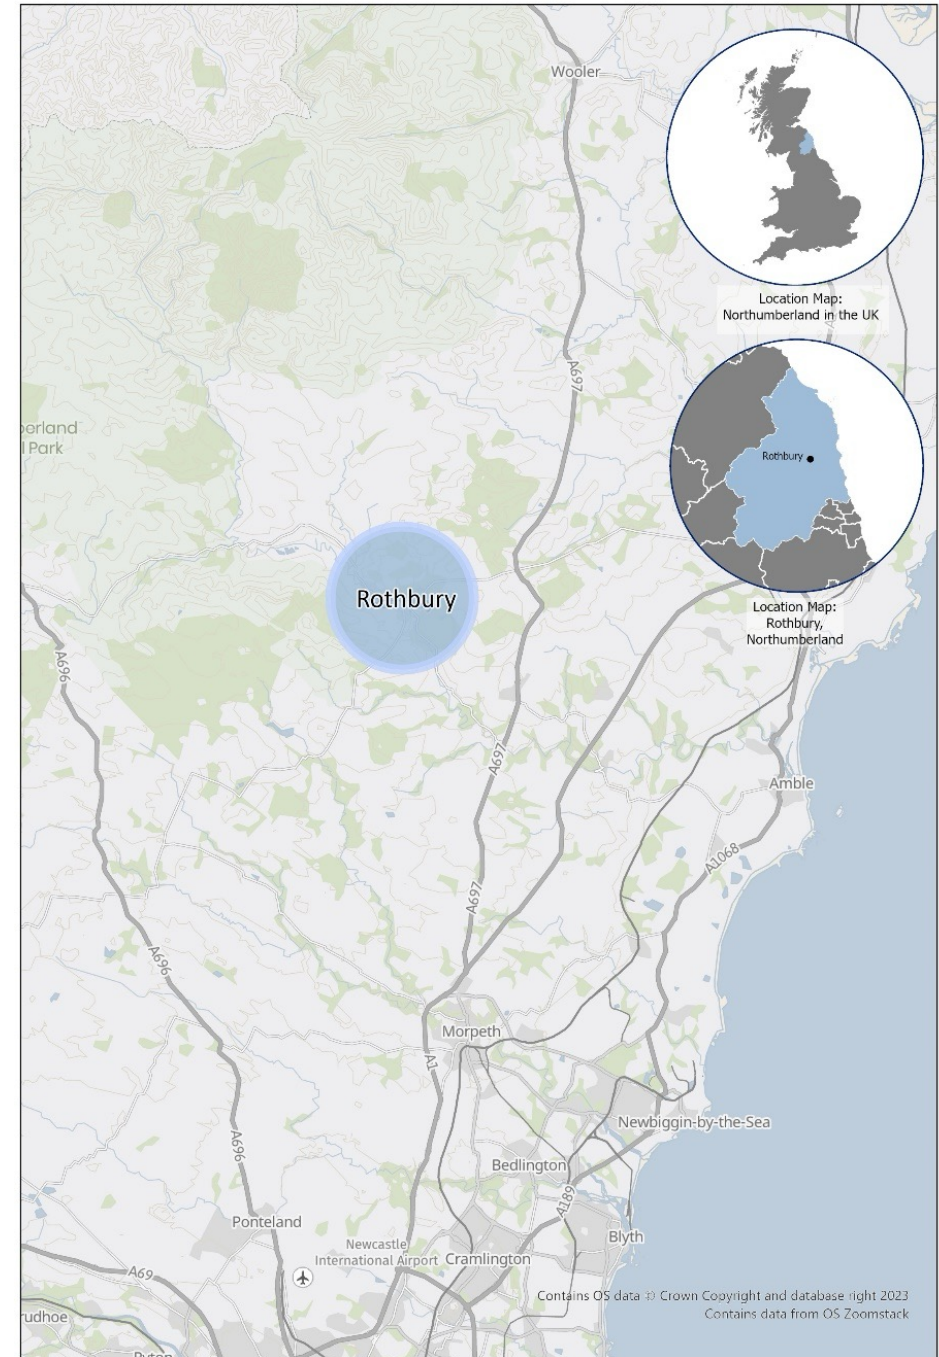 Wooler
Location Map:
Northumberland in the UK
A697
erland
l Park
Rothbury
Rothbury
Location Map:
Rothbury,
Northumberland
A696
A697
Amble
A1068
A697
A696
Morpeth
A1
Newbiggin-by-the-Sea
A696
Bedlington
A189
Ponteland
Blyth
Newcastle
International Airport
Cramlington
A69
Contains OS data © Crown Copyright and database right 2023
rudhoe
Contains data from OS Zoomstack